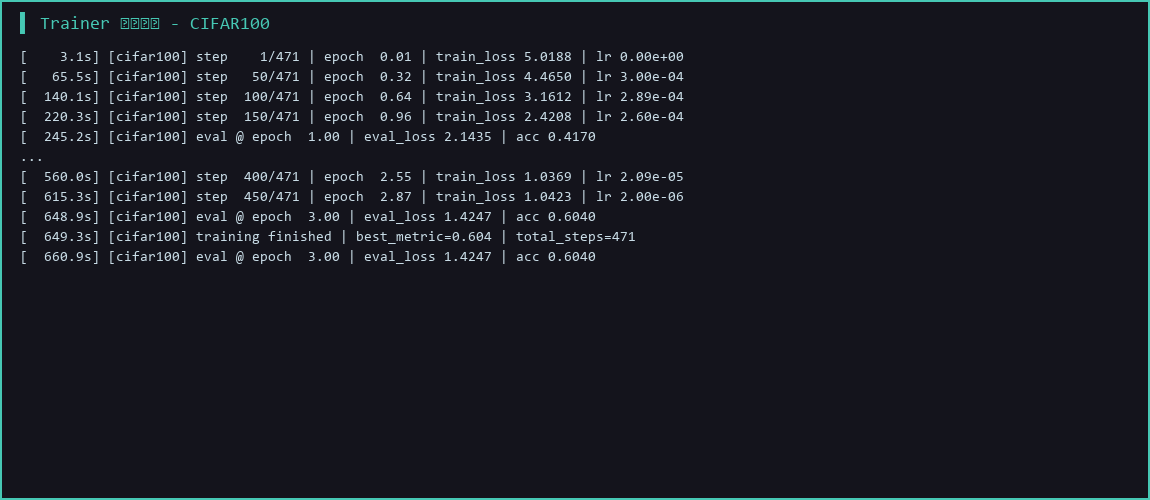 Trainer - CIFAR100
[    3.1s] [cifar100] step    1/471 | epoch  0.01 | train_loss 5.0188 | lr 0.00e+00
[   65.5s] [cifar100] step   50/471 | epoch  0.32 | train_loss 4.4650 | lr 3.00e-04
[  140.1s] [cifar100] step  100/471 | epoch  0.64 | train_loss 3.1612 | lr 2.89e-04
[  220.3s] [cifar100] step  150/471 | epoch  0.96 | train_loss 2.4208 | lr 2.60e-04
[  245.2s] [cifar100] eval @ epoch  1.00 | eval_loss 2.1435 | acc 0.4170
...
[  560.0s] [cifar100] step  400/471 | epoch  2.55 | train_loss 1.0369 | lr 2.09e-05
[  615.3s] [cifar100] step  450/471 | epoch  2.87 | train_loss 1.0423 | lr 2.00e-06
[  648.9s] [cifar100] eval @ epoch  3.00 | eval_loss 1.4247 | acc 0.6040
[  649.3s] [cifar100] training finished | best_metric=0.604 | total_steps=471
[  660.9s] [cifar100] eval @ epoch  3.00 | eval_loss 1.4247 | acc 0.6040